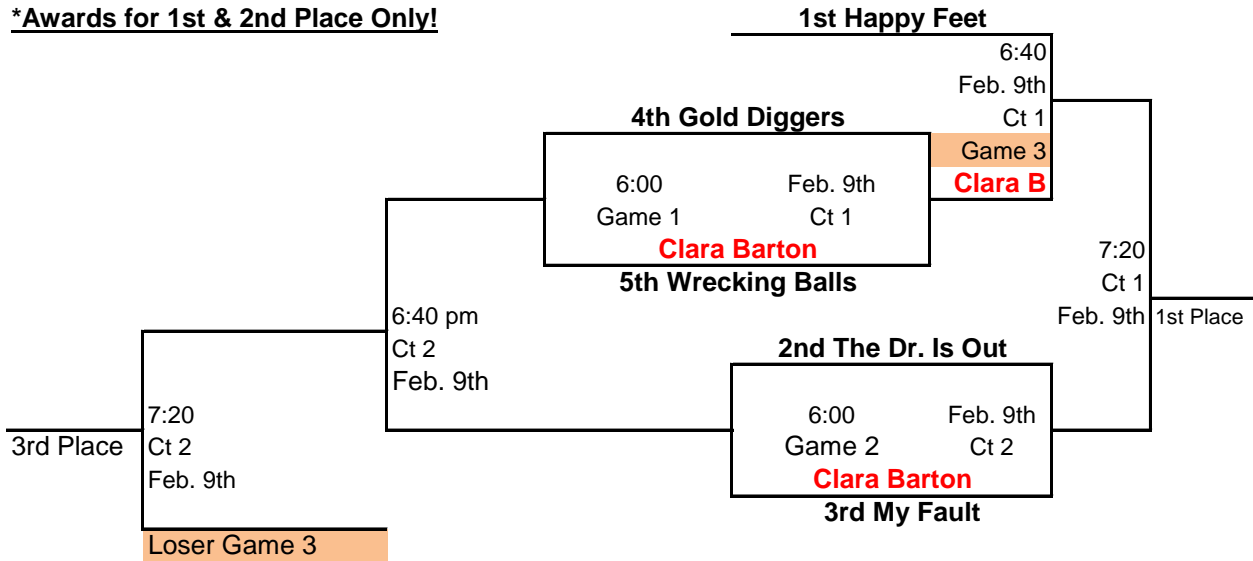 *Awards for 1st & 2nd Place Only!
1st Happy Feet
6:40
Feb. 9th
Ct 1
Game 3
Clara B
4th Gold Diggers
6:00 Feb. 9th
Game 1 Ct 1
Clara Barton
5th Wrecking Balls
7:20
Ct 1
Feb. 9th
1st Place
6:40 pm
Ct 2
Feb. 9th
2nd The Dr. Is Out
6:00 Feb. 9th
Game 2 Ct 2
Clara Barton
3rd My Fault
7:20
3rd Place
Ct 2
Feb. 9th
Loser Game 3